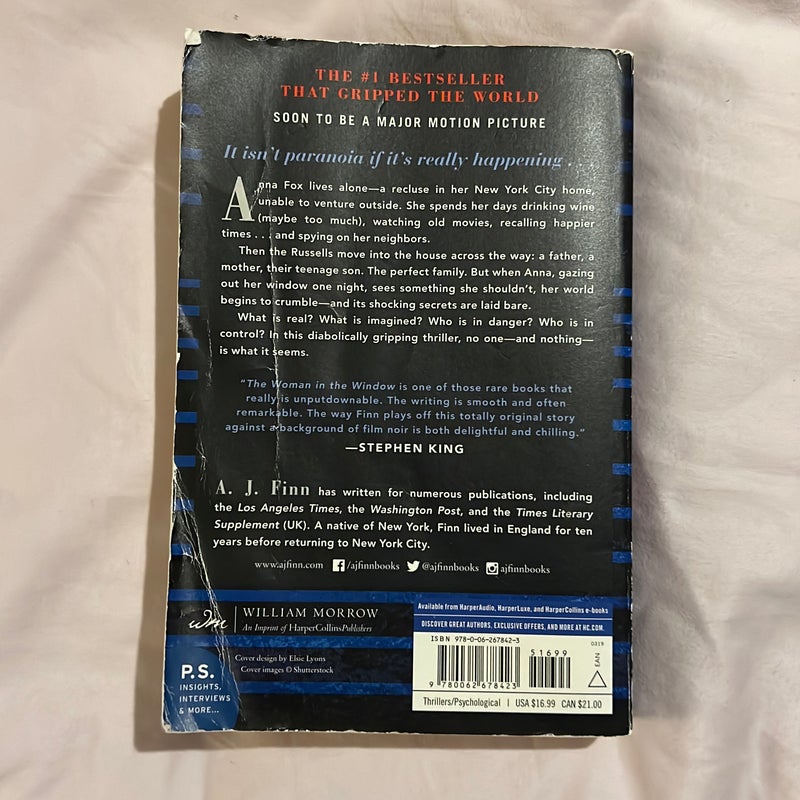 THE #1 BESTSELLER
THAT GRIPPED THE WORLD
SOON TO BE A MAJOR MOTION PICTURE
It isn't paranoia if it's really happening . . .
Anna Fox lives alone—a recluse in her New York City home,
unable to venture outside. She spends her days drinking wine
(maybe too much), watching old movies, recalling happier
times . . . and spying on her neighbors.
Then the Russells move into the house across the way: a father, a
mother, their teenage son. The perfect family. But when Anna, gazing
out her window one night, sees something she shouldn't, her world
begins to crumble—and its shocking secrets are laid bare.
What is real? What is imagined? Who is in danger? Who is in
control? In this diabolically gripping thriller, no one—and nothing—
is what it seems.
"The Woman in the Window is one of those rare books that
really is unputdownable. The writing is smooth and often
remarkable. The way Finn plays off this totally original story
against a background of film noir is both delightful and chilling."
—STEPHEN KING
A. J. Finn has written for numerous publications, including
the Los Angeles Times, the Washington Post, and the Times Literary
Supplement (UK). A native of New York, Finn lived in England for ten
years before returning to New York City.
www.ajfinn.com /ajfinnbooks @ajfinnbooks ajfinnbooks
wm WILLIAM MORROW
An Imprint of HarperCollinsPublishers
Cover design by Elsie Lyons
Cover images © Shutterstock
P.S.
INSIGHTS,
INTERVIEWS
& MORE...
Available from HarperAudio, HarperLuxe, and HarperCollins e-books
DISCOVER GREAT AUTHORS, EXCLUSIVE OFFERS, AND MORE AT HC.COM.
ISBN 978-0-06-267842-3
51699
0319
EAN
9 780062 678423
Thrillers/Psychological | USA $16.99 CAN $21.00